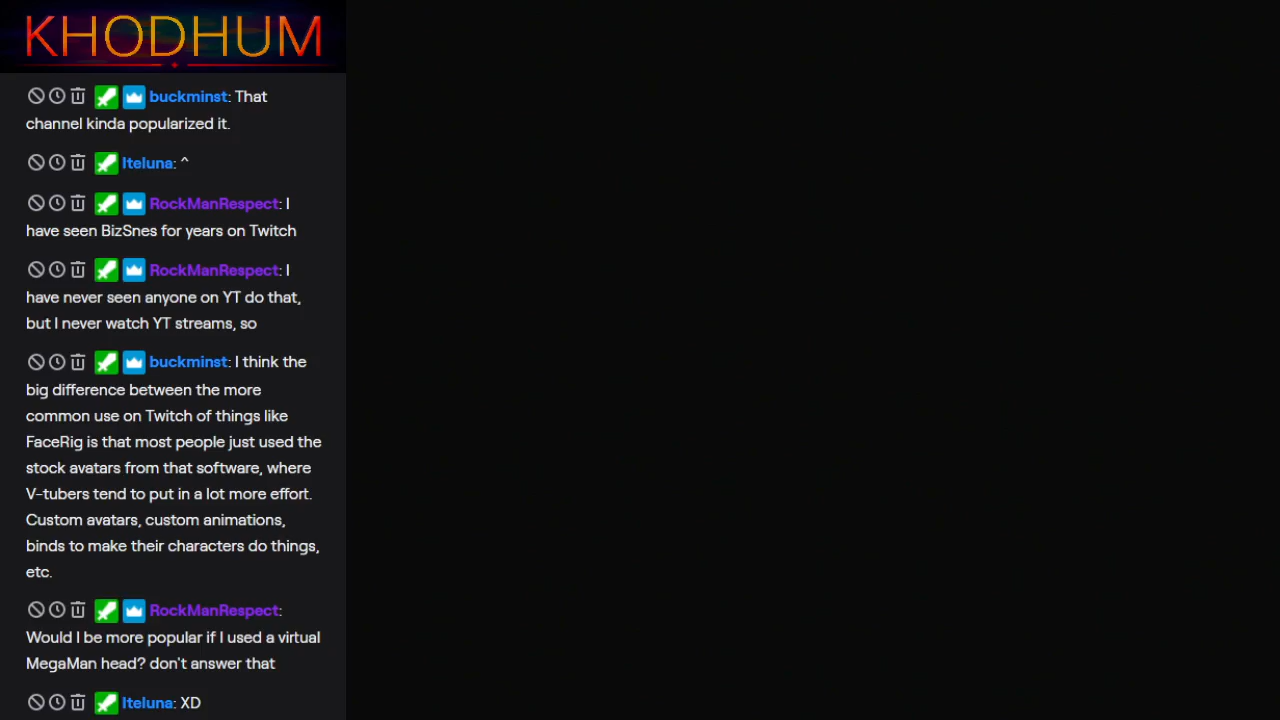 KHODHUM
buckminst: That
channel kinda popularized it.
Iteluna: ^
RockManRespect: I
have seen BizSnes for years on Twitch
RockManRespect: I
have never seen anyone on YT do that,
but I never watch YT streams, so
buckminst: I think the
big difference between the more
common use on Twitch of things like
FaceRig is that most people just used the
stock avatars from that software, where
V-tubers tend to put in a lot more effort.
Custom avatars, custom animations,
binds to make their characters do things,
etc.
RockManRespect:
Would I be more popular if I used a virtual
MegaMan head? don't answer that
Iteluna: XD